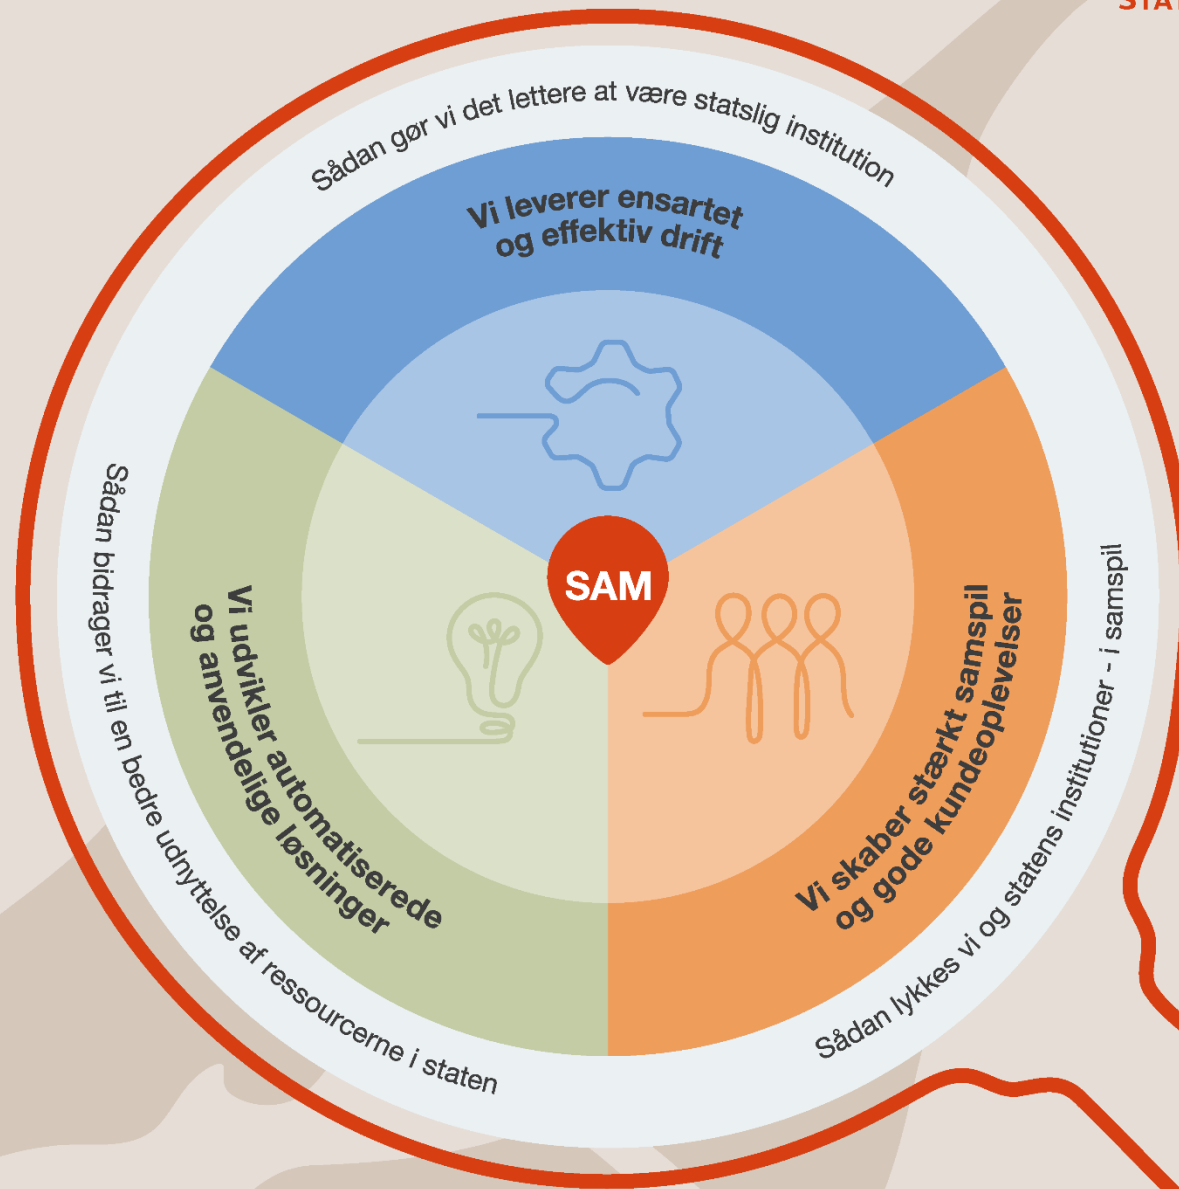 Sådan gør vi det lettere at være statslig institution
Vi leverer ensartet
og effektiv drift
SAM
Vi udvikler automatiserede
og anvendelige løsninger
Sådan bidrager vi til en bedre udnyttelse af ressourcerne i staten
Vi skaber stærkt samspil
og gode kundeoplevelser
Sådan lykkes vi og statens institutioner - i samspil